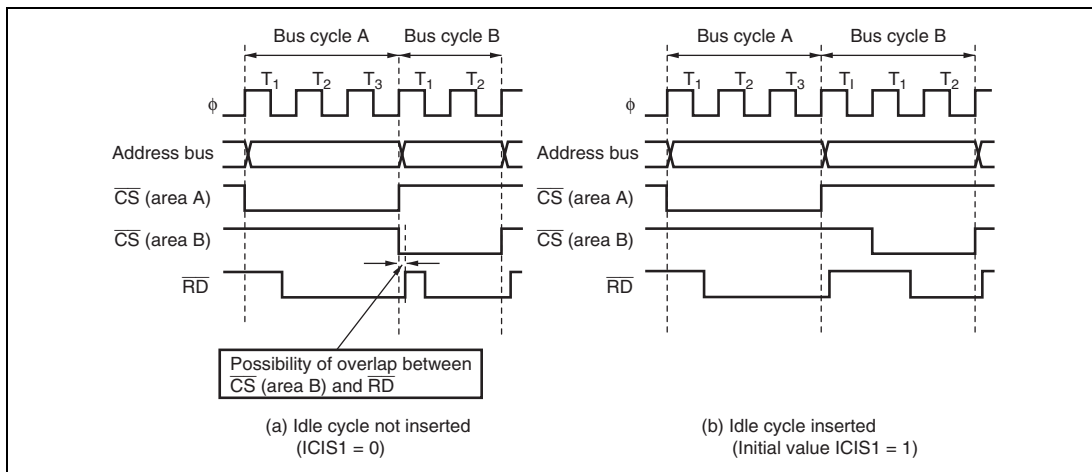 Bus cycle A Bus cycle B
T1 T2 T3 T1 T2
ϕ
Address bus
CS (area A)
CS (area B)
RD
Possibility of overlap between
CS (area B) and RD
(a) Idle cycle not inserted
(ICIS1 = 0)
Bus cycle A Bus cycle B
T1 T2 T3 TI T1 T2
ϕ
Address bus
CS (area A)
CS (area B)
RD
(b) Idle cycle inserted
(Initial value ICIS1 = 1)